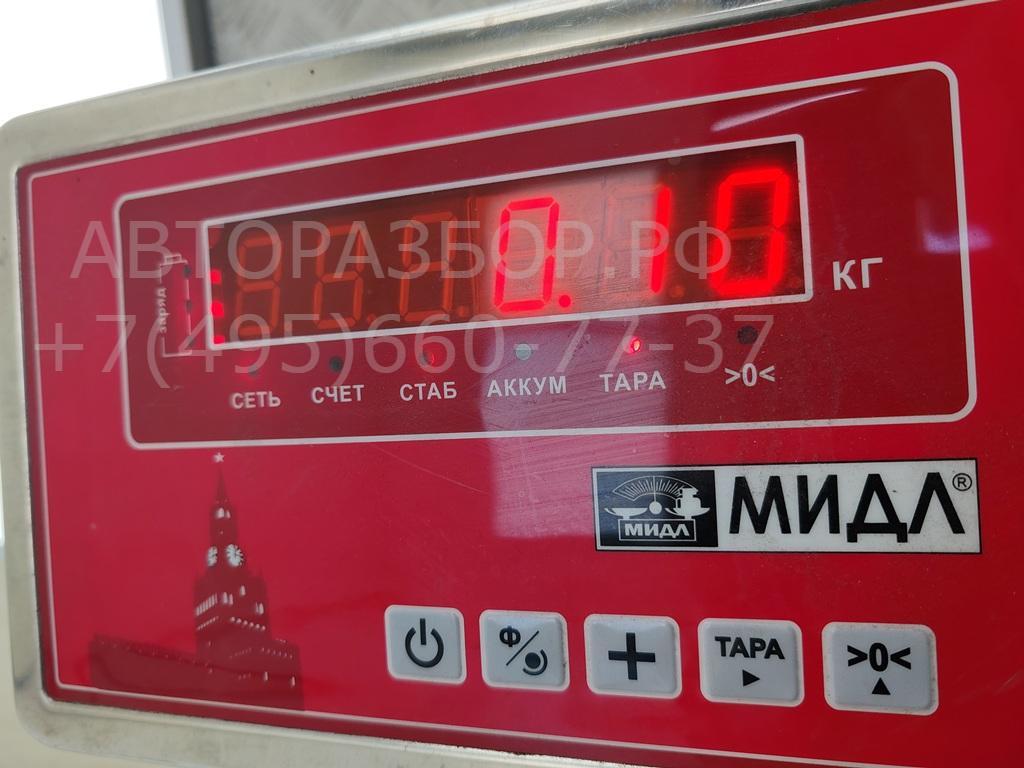 АВТОРАЗБОР.РФ
0.10
кг
заряд
+7(495)660-77-37
СЕТЬ СЧЕТ СТАБ АККУМ ТАРА >0<
МИДЛ МИДЛ®
Ф/ + ТАРА >0<